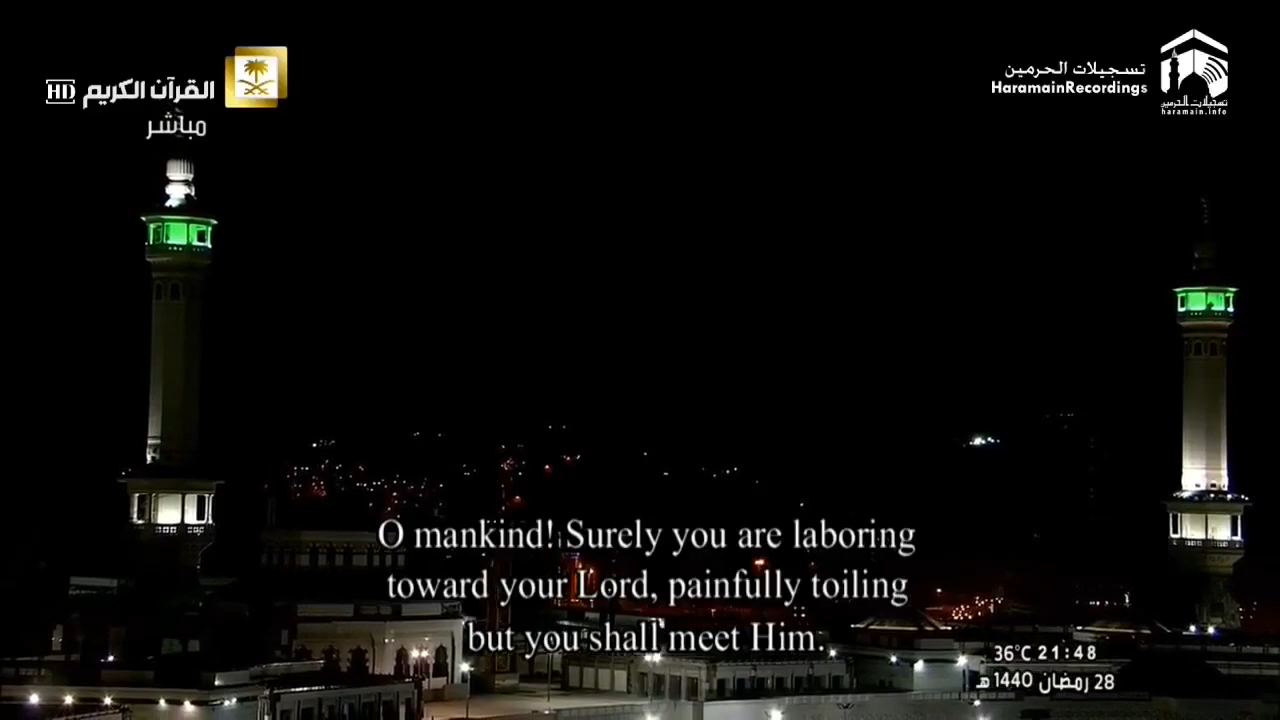 القرآن الكريم HD
مباشر
تسجيلات الحرمين
HaramainRecordings
تسجيلات الحرمين
haramain.info
O mankind! Surely you are laboring
toward your Lord, painfully toiling
but you shall meet Him.
36°C 21:48
28 رمضان 1440 هـ